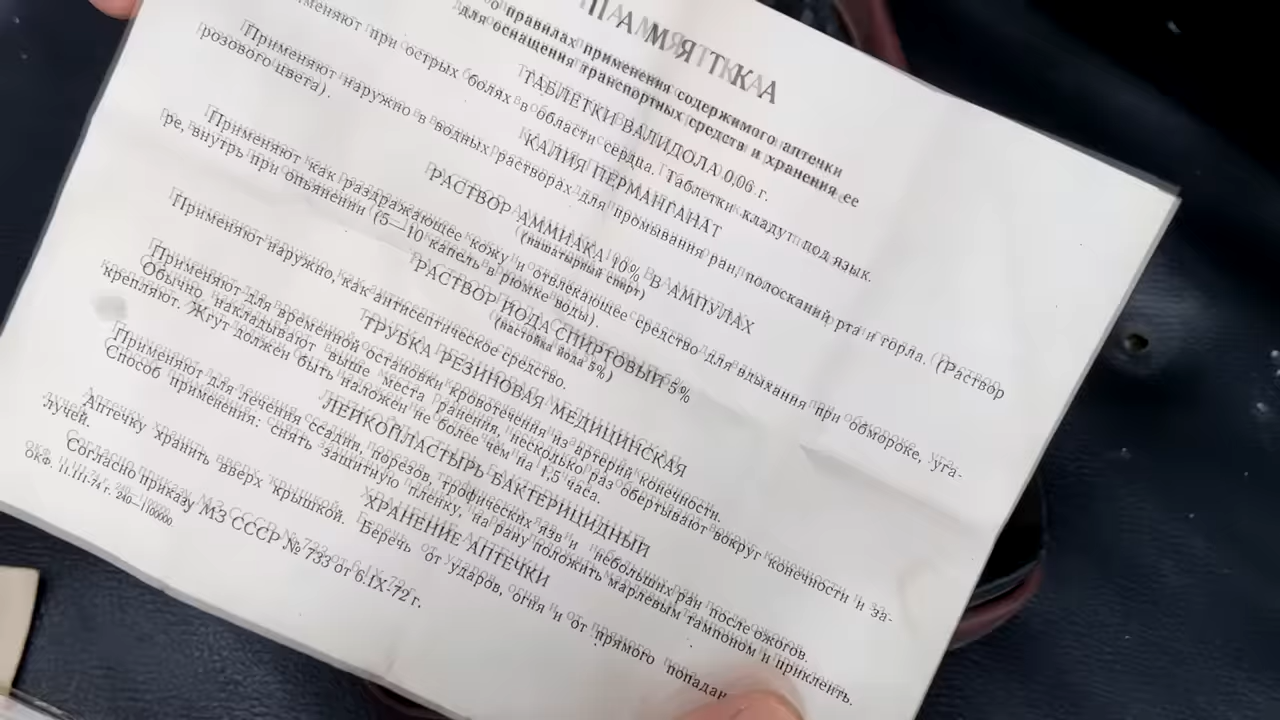 ПАМЯТКА
о правилах применения содержимого аптечки
для оснащения транспортных средств и хранения ее
ТАБЛЕТКИ ВАЛИДОЛА 0,06 г.
при острых болях в области сердца. Таблетки кладут под язык.
КАЛИЯ ПЕРМАНГАНАТ
Применяют наружно в водных растворах для промывания ран, полосканий рта и горла. (Раствор
розового цвета).
РАСТВОР АММИАКА 10% В АМПУЛАХ
(нашатырный спирт)
Применяют как раздражающее кожу и отвлекающее средство для вдыхания при обмороке, уга-
ре, внутрь при опьянении (5—10 капель в рюмке воды).
РАСТВОР ЙОДА СПИРТОВЫЙ 5%
(настойка йода 5%)
Применяют наружно, как антисептическое средство.
ТРУБКА РЕЗИНОВАЯ МЕДИЦИНСКАЯ
Применяют для временной остановки кровотечения из артерий конечности.
Обычно накладывают выше места ранения, несколько раз обертывают вокруг конечности и за-
крепляют. Жгут должен быть наложен не более чем на 1,5 часа.
ЛЕЙКОПЛАСТЫРЬ БАКТЕРИЦИДНЫЙ
Применяют для лечения ссадин, порезов, трофических язв и небольших ран после ожогов.
Способ применения: снять защитную пленку, на рану положить марлевым тампоном и приклеить.
ХРАНЕНИЕ АПТЕЧКИ
Аптечку хранить вверх крышкой. Беречь от ударов, огня и от прямого
лучей.
Согласно приказу МЗ СССР № 733 от 6.IX-72 г.
ОКФ. 11.III-74 г. 240—1100000